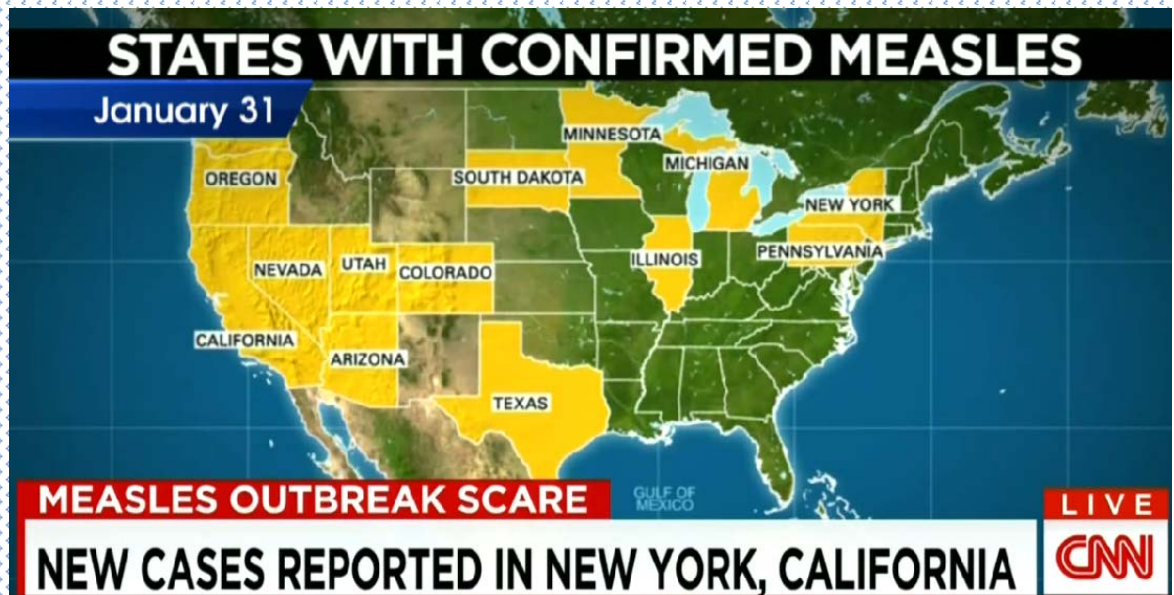 STATES WITH CONFIRMED MEASLES
January 31
MINNESOTA
MICHIGAN
OREGON
SOUTH DAKOTA
NEW YORK
PENNSYLVANIA
ILLINOIS
NEVADA
UTAH
COLORADO
CALIFORNIA
ARIZONA
TEXAS
GULF OF
MEXICO
MEASLES OUTBREAK SCARE
LIVE
NEW CASES REPORTED IN NEW YORK, CALIFORNIA
CNN